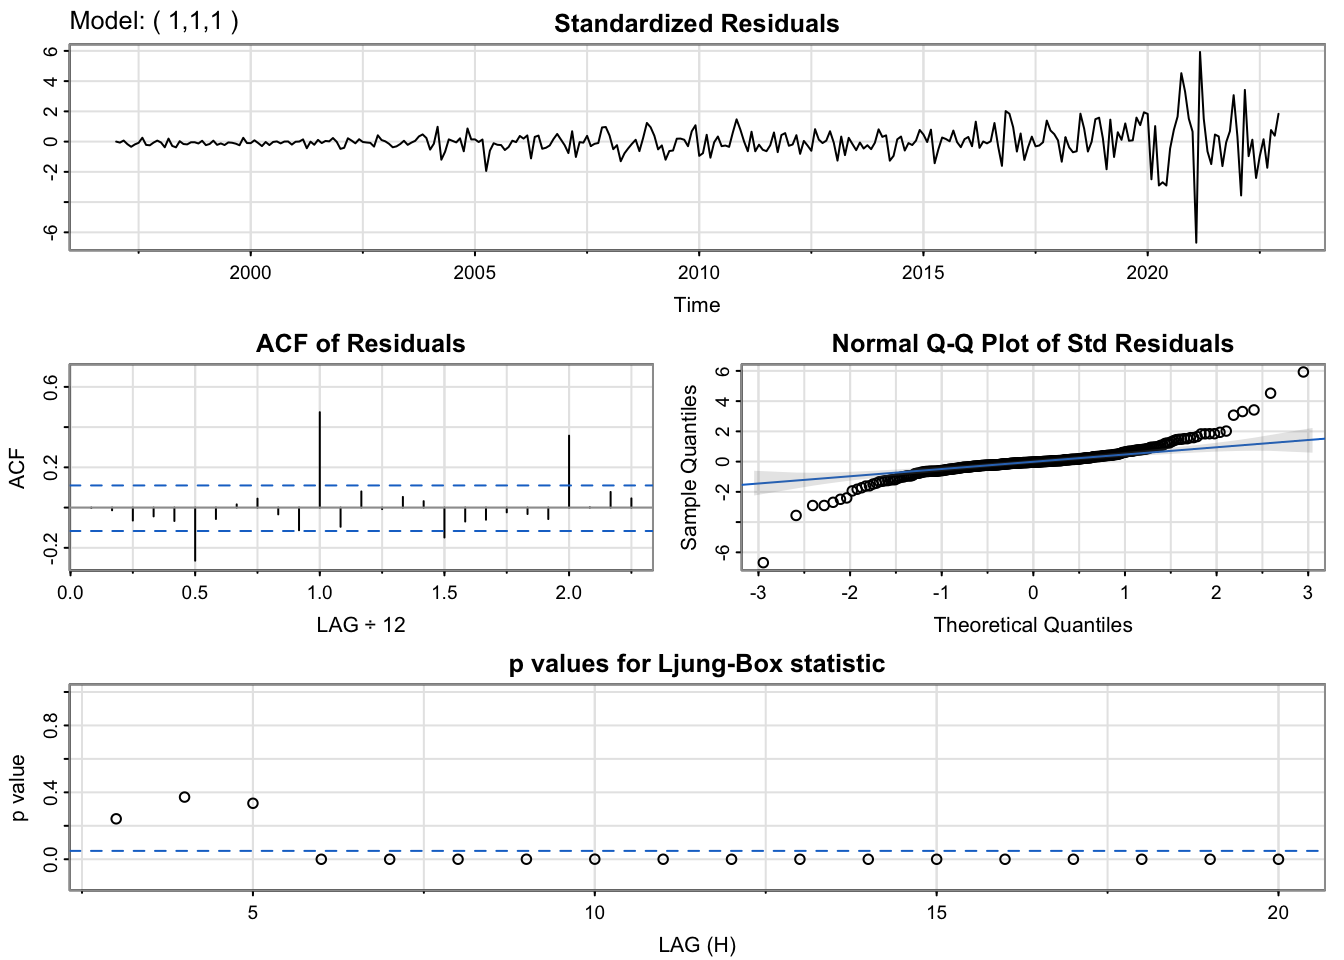 Model: ( 1,1,1 )
Standardized Residuals
6
4
2
0
-2
-6
2000 2005 2010 2015 2020
Time
ACF of Residuals
ACF
0.6
0.2
-0.2
0.0 0.5 1.0 1.5 2.0
LAG ÷ 12
Normal Q-Q Plot of Std Residuals
Sample Quantiles
6
4
2
0
-2
-6
-3 -2 -1 0 1 2 3
Theoretical Quantiles
p values for Ljung-Box statistic
p value
0.8
0.4
0.0
5 10 15 20
LAG (H)